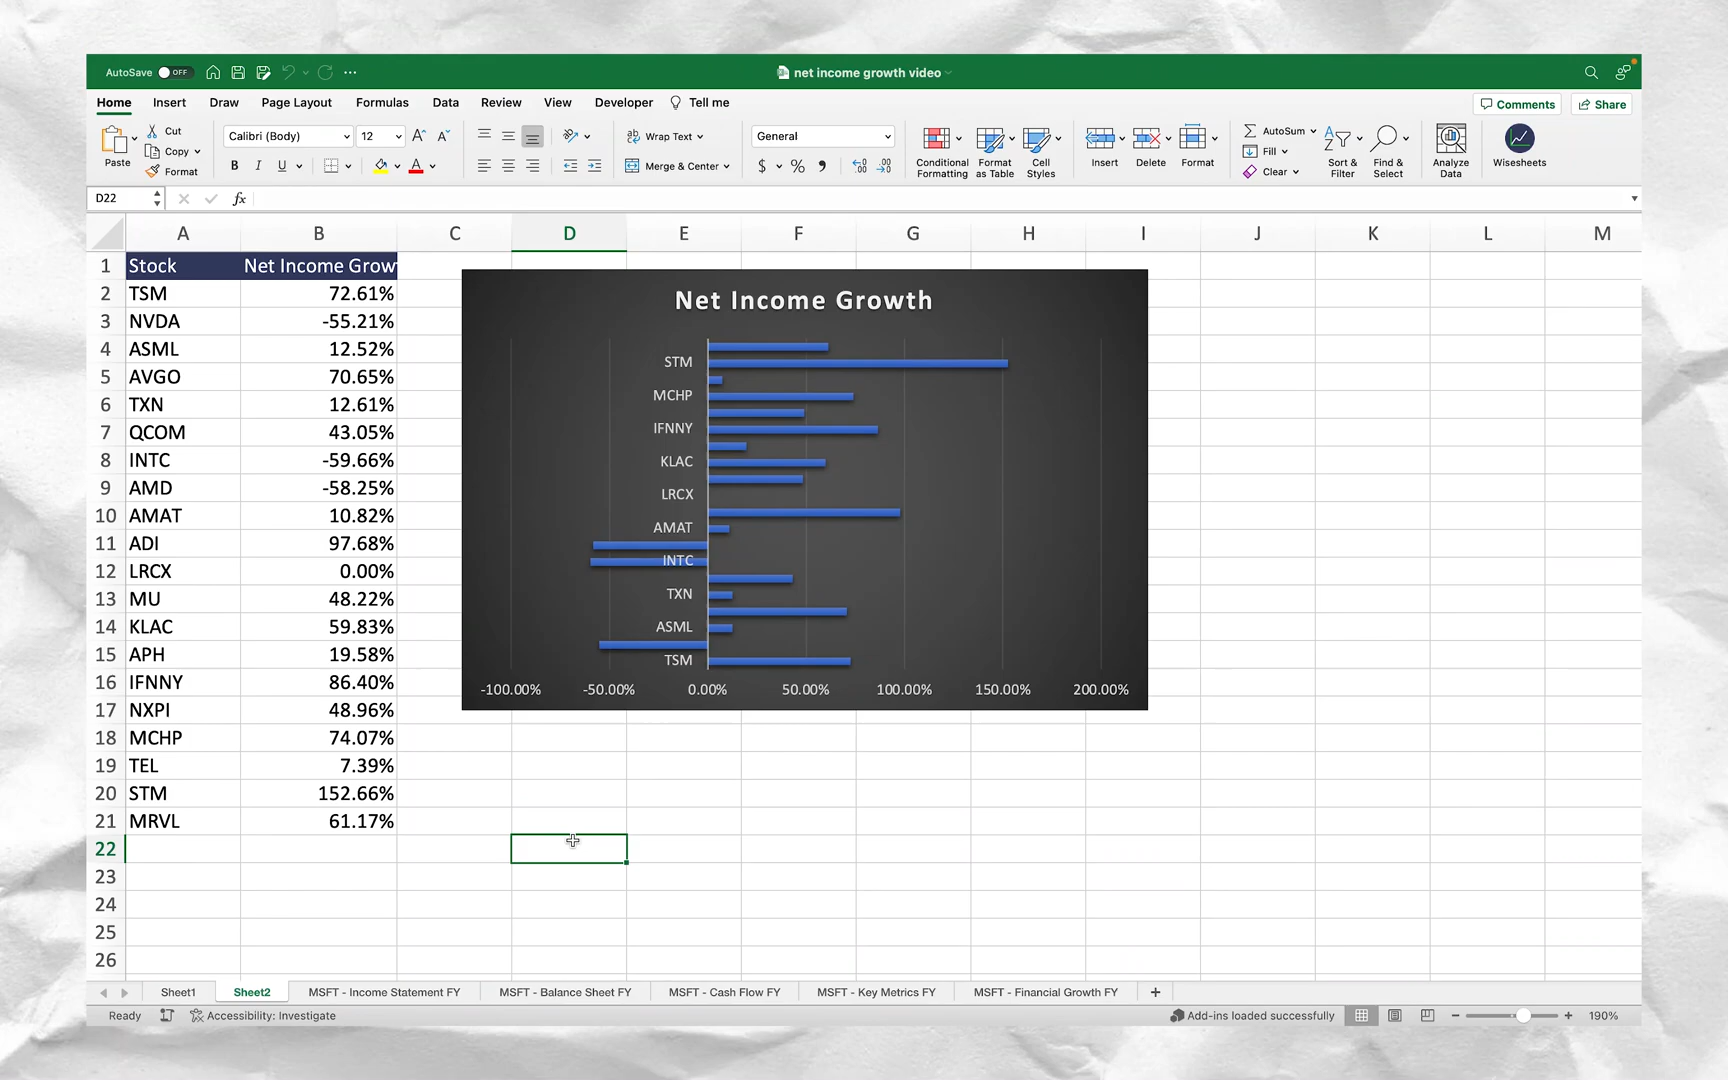 AutoSave OFF
net income growth video
Home Insert Draw Page Layout Formulas Data Review View Developer Tell me
Comments Share
Paste
Cut
Copy
Format
Calibri (Body) 12
B I U
Wrap Text
Merge & Center
General
$ % ,
Conditional Formatting
Format as Table
Cell Styles
Insert Delete Format
AutoSum
Fill
Clear
Sort & Filter
Find & Select
Analyze Data
Wisesheets
D22 fx
A B C D E F G H I J K L M
1 Stock Net Income Grow
2 TSM 72.61%
3 NVDA -55.21%
4 ASML 12.52%
5 AVGO 70.65%
6 TXN 12.61%
7 QCOM 43.05%
8 INTC -59.66%
9 AMD -58.25%
10 AMAT 10.82%
11 ADI 97.68%
12 LRCX 0.00%
13 MU 48.22%
14 KLAC 59.83%
15 APH 19.58%
16 IFNNY 86.40%
17 NXPI 48.96%
18 MCHP 74.07%
19 TEL 7.39%
20 STM 152.66%
21 MRVL 61.17%
22
23
24
25
26
Net Income Growth
STM
MCHP
IFNNY
KLAC
LRCX
AMAT
INTC
TXN
ASML
TSM
-100.00% -50.00% 0.00% 50.00% 100.00% 150.00% 200.00%
Sheet1 Sheet2 MSFT - Income Statement FY MSFT - Balance Sheet FY MSFT - Cash Flow FY MSFT - Key Metrics FY MSFT - Financial Growth FY
Ready Accessibility: Investigate Add-ins loaded successfully 190%